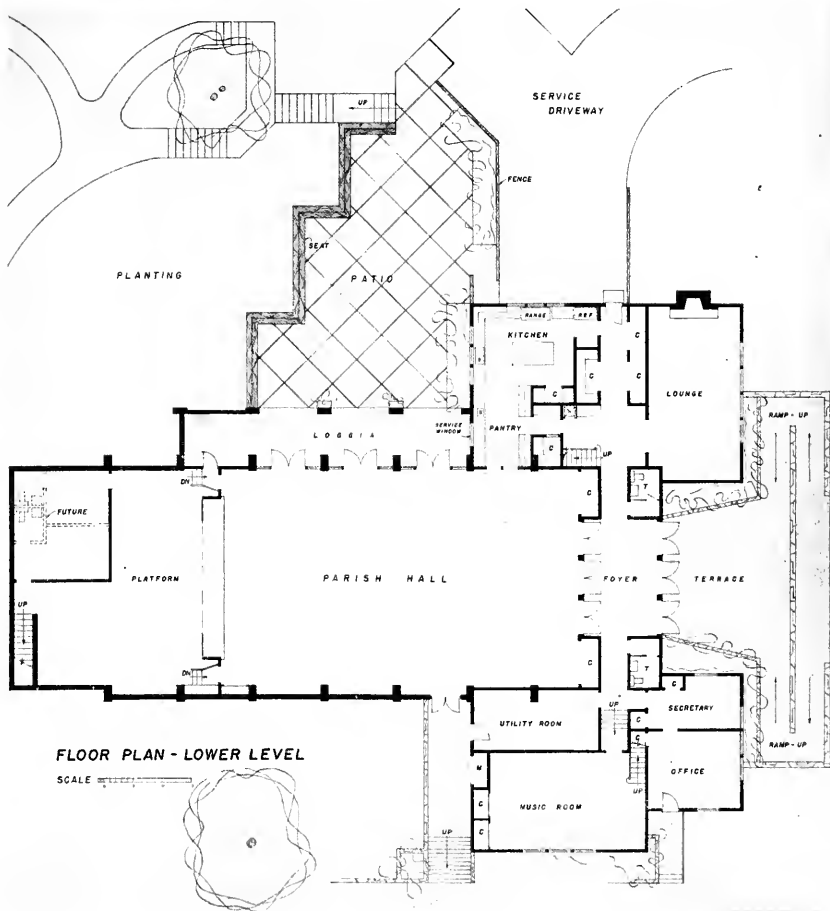 SERVICE
DRIVEWAY
UP
FENCE
PLANTING
SEAT
PATIO
RANGE
REF
KITCHEN
C
C
C
C
LOUNGE
RAMP-UP
LOGGIA
SERVICE
WINDOW
PANTRY
C
UP
DN
C
T
FUTURE
PLATFORM
PARISH HALL
FOYER
TERRACE
UP
DN
C
T
C
SECRETARY
UP
UTILITY ROOM
C
C
RAMP-UP
FLOOR PLAN - LOWER LEVEL
SCALE
M
OFFICE
UP
C
MUSIC ROOM
C
UP